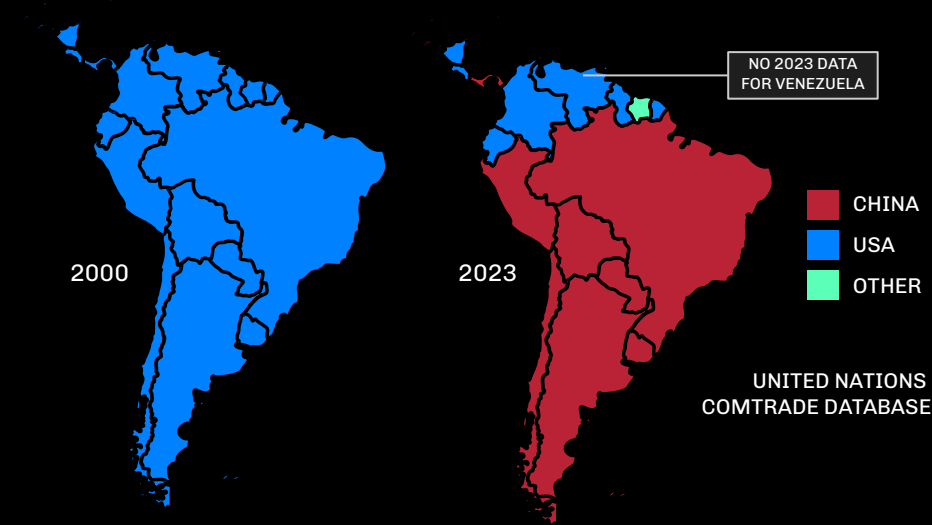 NO 2023 DATA
FOR VENEZUELA
2000
2023
CHINA
USA
OTHER
UNITED NATIONS
COMTRADE DATABASE